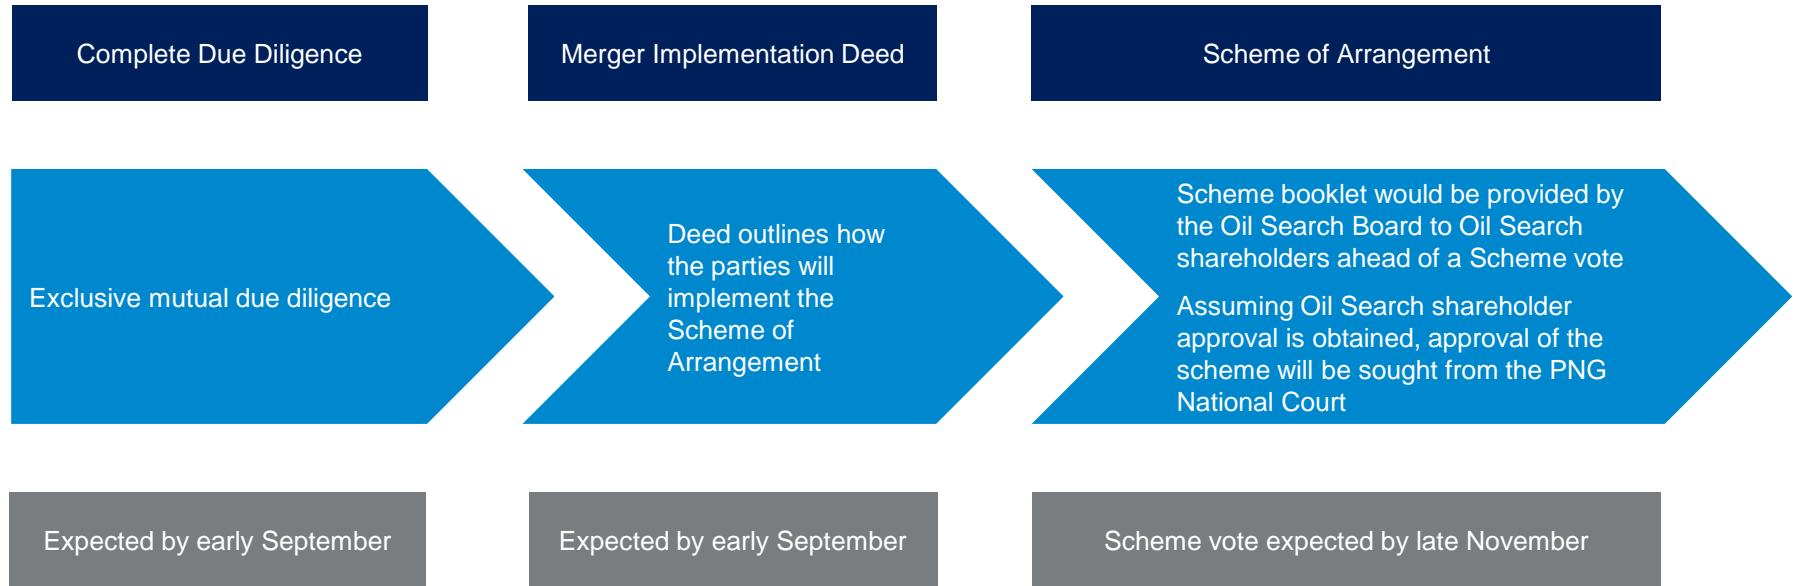 Complete Due Diligence
Merger Implementation Deed
Scheme of Arrangement
Exclusive mutual due diligence
Deed outlines how
the parties will
implement the
Scheme of
Arrangement
Scheme booklet would be provided by
the Oil Search Board to Oil Search
shareholders ahead of a Scheme vote
Assuming Oil Search shareholder
approval is obtained, approval of the
scheme will be sought from the PNG
National Court
Expected by early September
Expected by early September
Scheme vote expected by late November